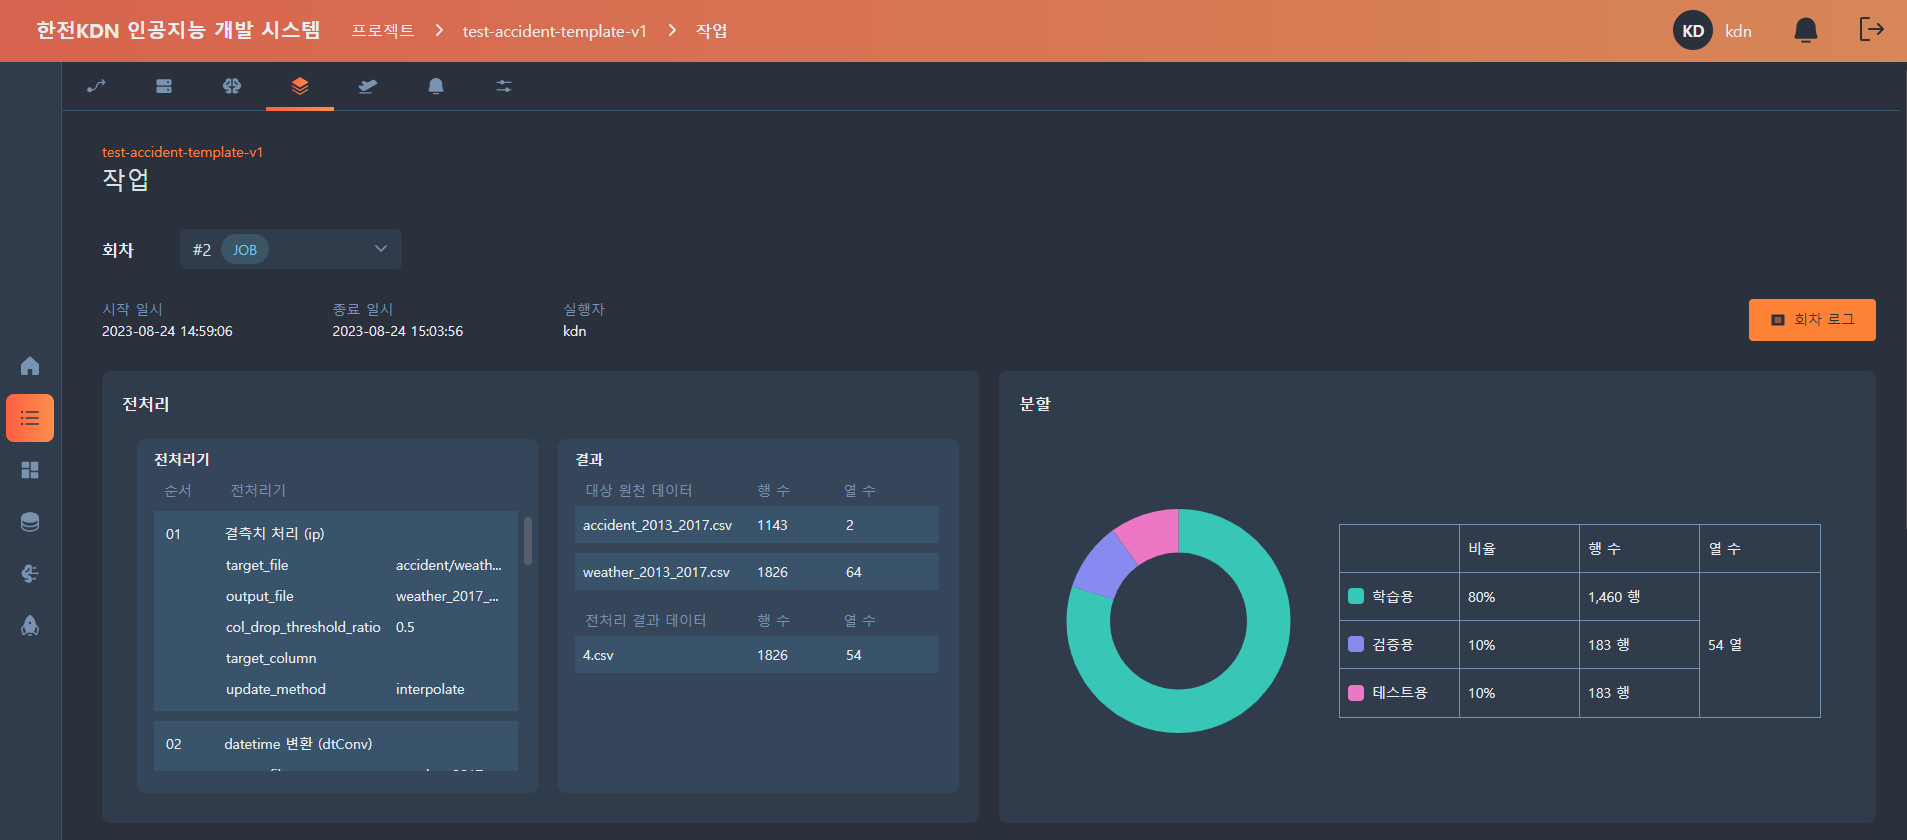 한전KDN 인공지능 개발 시스템 프로젝트 test-accident-template-v1 작업 KD kdn
test-accident-template-v1
작업
회차 #2 JOB
시작 일시 종료 일시 실행자
2023-08-24 14:59:06 2023-08-24 15:03:56 kdn
회차 로그
전처리
전처리기
순서 전처리기
01 결측치 처리 (ip)
target_file accident/weath...
output_file weather_2017_...
col_drop_threshold_ratio 0.5
target_column
update_method interpolate
02 datetime 변환 (dtConv)
결과
대상 원천 데이터 행 수 열 수
accident_2013_2017.csv 1143 2
weather_2013_2017.csv 1826 64
전처리 결과 데이터 행 수 열 수
4.csv 1826 54
분할
비율 행 수 열 수
학습용 80% 1,460 행
검증용 10% 183 행 54 열
테스트용 10% 183 행